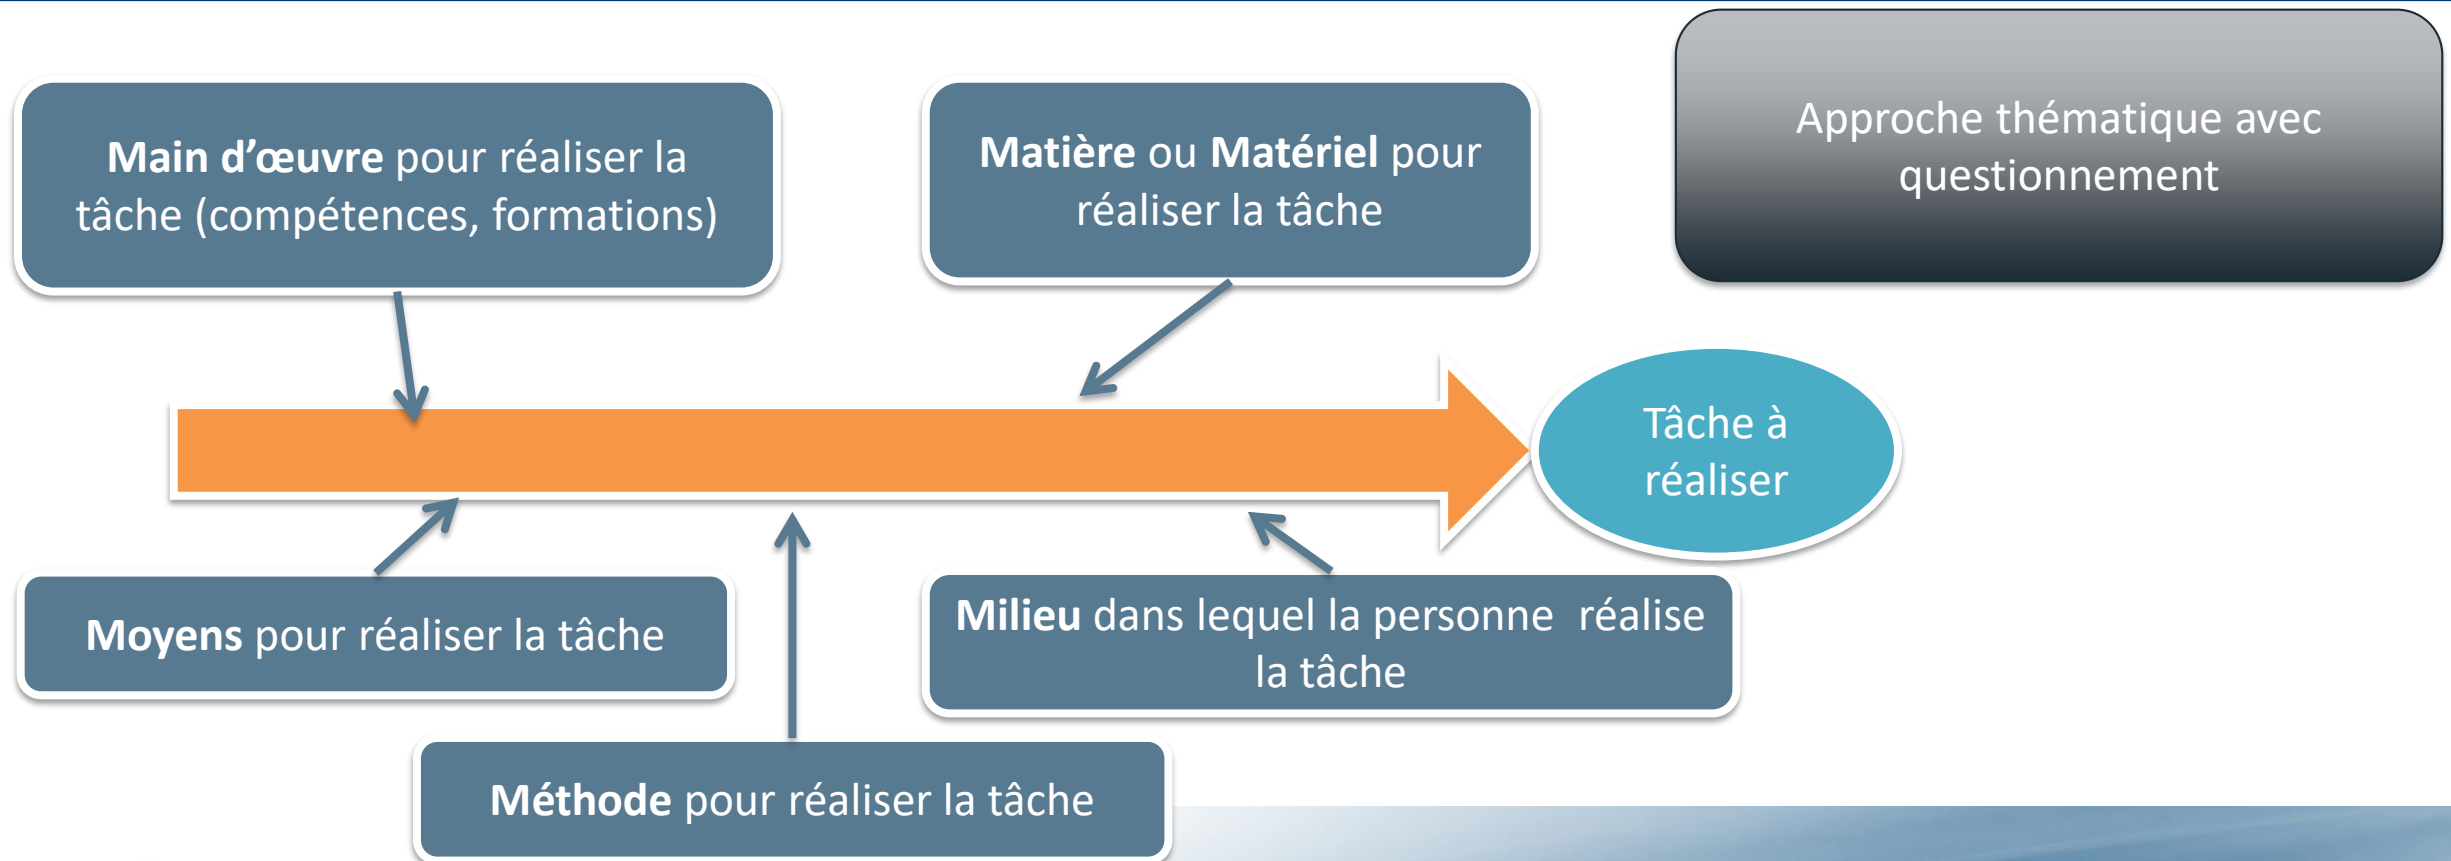 Main d'œuvre pour réaliser la
tâche (compétences, formations)
Matière ou Matériel pour
réaliser la tâche
Approche thématique avec
questionnement
Tâche à
réaliser
Moyens pour réaliser la tâche
Milieu dans lequel la personne  réalise
la tâche
Méthode pour réaliser la tâche